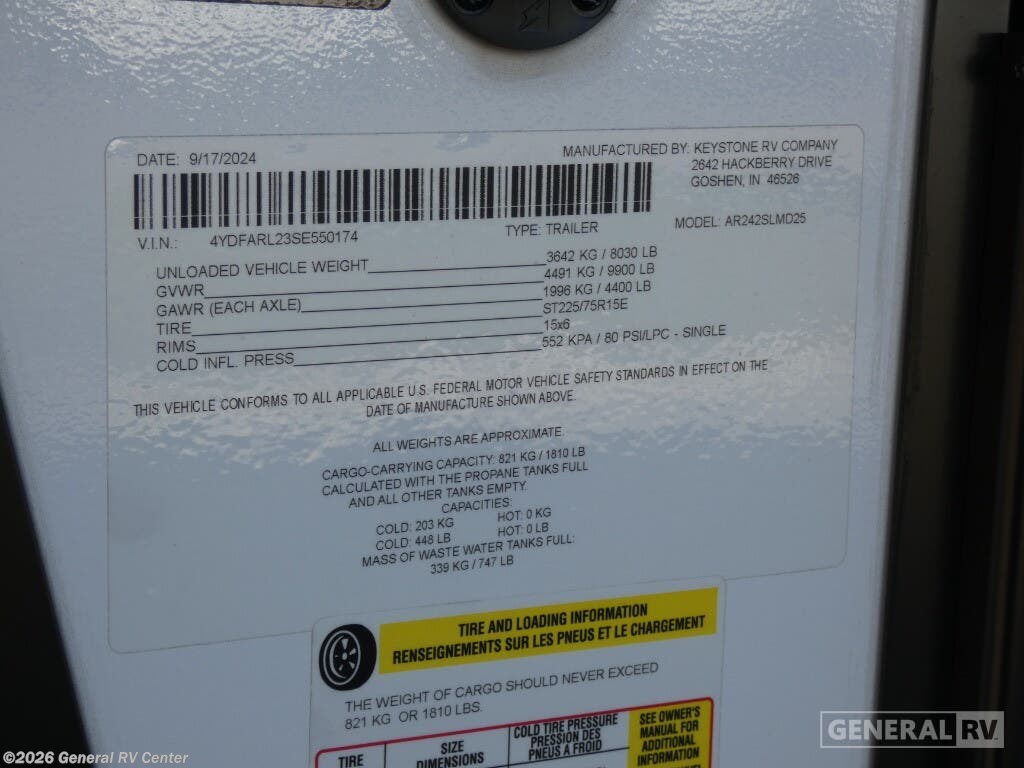 DATE: 9/17/2024
MANUFACTURED BY: KEYSTONE RV COMPANY
2642 HACKBERRY DRIVE
GOSHEN, IN 46526
V.I.N.: 4YDFARL23SE550174 TYPE: TRAILER MODEL: AR242SLMD25
UNLOADED VEHICLE WEIGHT 3642 KG / 8030 LB
GVWR 4491 KG / 9900 LB
GAWR (EACH AXLE) 1996 KG / 4400 LB
TIRE ST225/75R15E
RIMS 15x6
COLD INFL. PRESS 552 KPA / 80 PSI/LPC - SINGLE
THIS VEHICLE CONFORMS TO ALL APPLICABLE U.S. FEDERAL MOTOR VEHICLE SAFETY STANDARDS IN EFFECT ON THE
DATE OF MANUFACTURE SHOWN ABOVE.
ALL WEIGHTS ARE APPROXIMATE.
CARGO-CARRYING CAPACITY: 821 KG / 1810 LB
CALCULATED WITH THE PROPANE TANKS FULL
AND ALL OTHER TANKS EMPTY.
CAPACITIES:
COLD: 203 KG HOT: 0 KG
COLD: 448 LB HOT: 0 LB
MASS OF WASTE WATER TANKS FULL:
339 KG / 747 LB
TIRE AND LOADING INFORMATION
RENSEIGNEMENTS SUR LES PNEUS ET LE CHARGEMENT
THE WEIGHT OF CARGO SHOULD NEVER EXCEED
821 KG OR 1810 LBS.
TIRE
SIZE
DIMENSIONS
COLD TIRE PRESSURE
PRESSION DES
PNEUS A FROID
SEE OWNER'S
MANUAL FOR
ADDITIONAL
INFORMATION
GENERAL RV
©2026 General RV Center